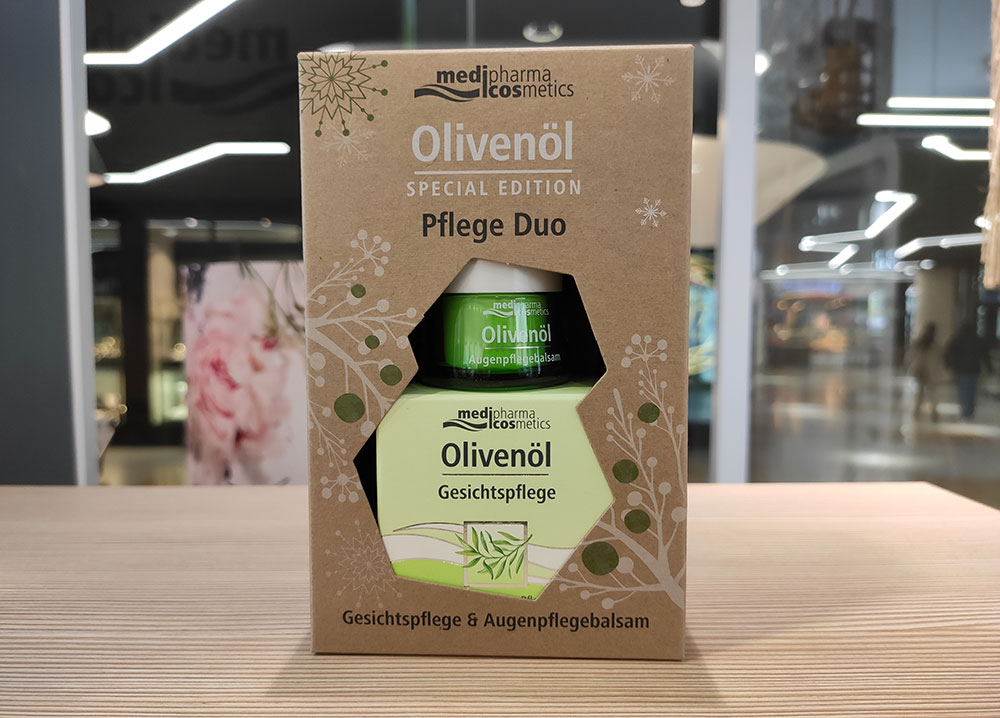 medipharma
cosmetics
Olivenöl
SPECIAL EDITION
Pflege Duo
medipharma
cosmetics
Olivenöl
Augenpflegebalsam
medipharma
cosmetics
Olivenöl
Gesichtspflege
Gesichtspflege & Augenpflegebalsam